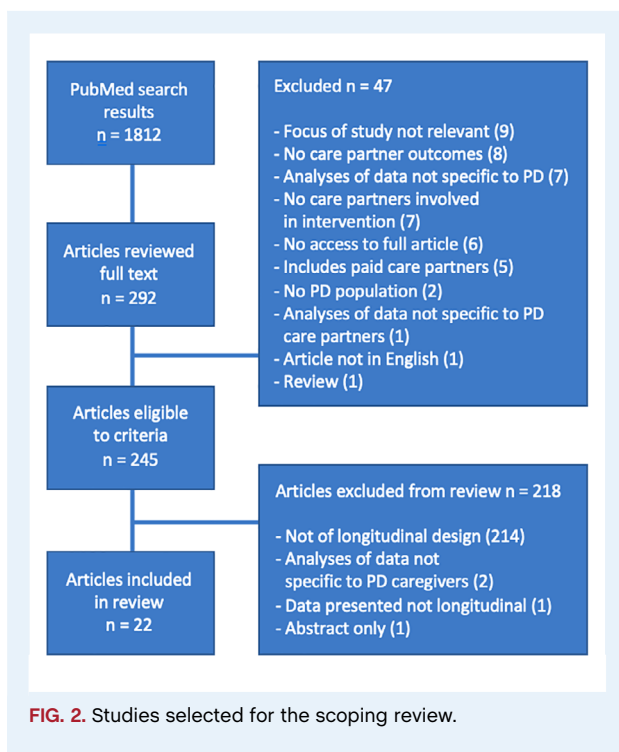 PubMed search
results
n = 1812
Excluded n = 47
- Focus of study not relevant (9)
- No care partner outcomes (8)
- Analyses of data not specific to PD (7)
- No care partners involved
in intervention (7)
- No access to full article (6)
- Includes paid care partners (5)
- No PD population (2)
- Analyses of data not specific to PD
care partners (1)
- Article not in English (1)
- Review (1)
Articles reviewed
full text
n = 292
Articles eligible
to criteria
n = 245
Articles excluded from review n = 218
- Not of longitudinal design (214)
- Analyses of data not
specific to PD caregivers (2)
- Data presented not longitudinal (1)
- Abstract only (1)
Articles included
in review
n = 22
FIG. 2. Studies selected for the scoping review.